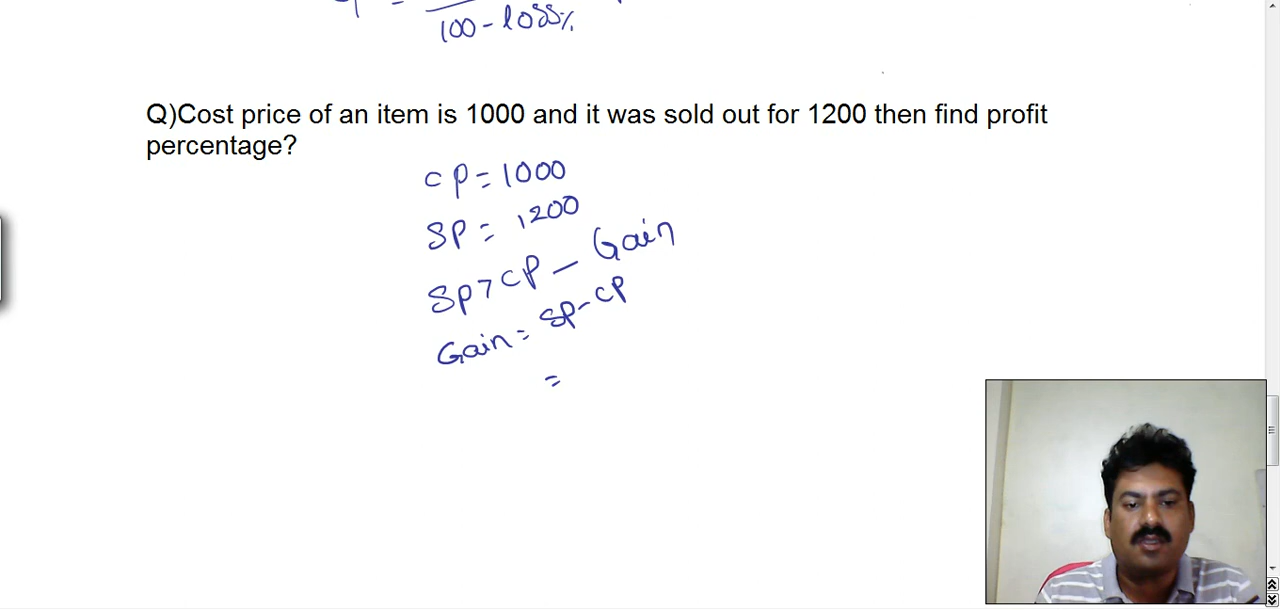 100 - loss%
Q)Cost price of an item is 1000 and it was sold out for 1200 then find profit
percentage?
CP = 1000
SP = 1200
SP > CP - Gain
Gain = SP - CP
=